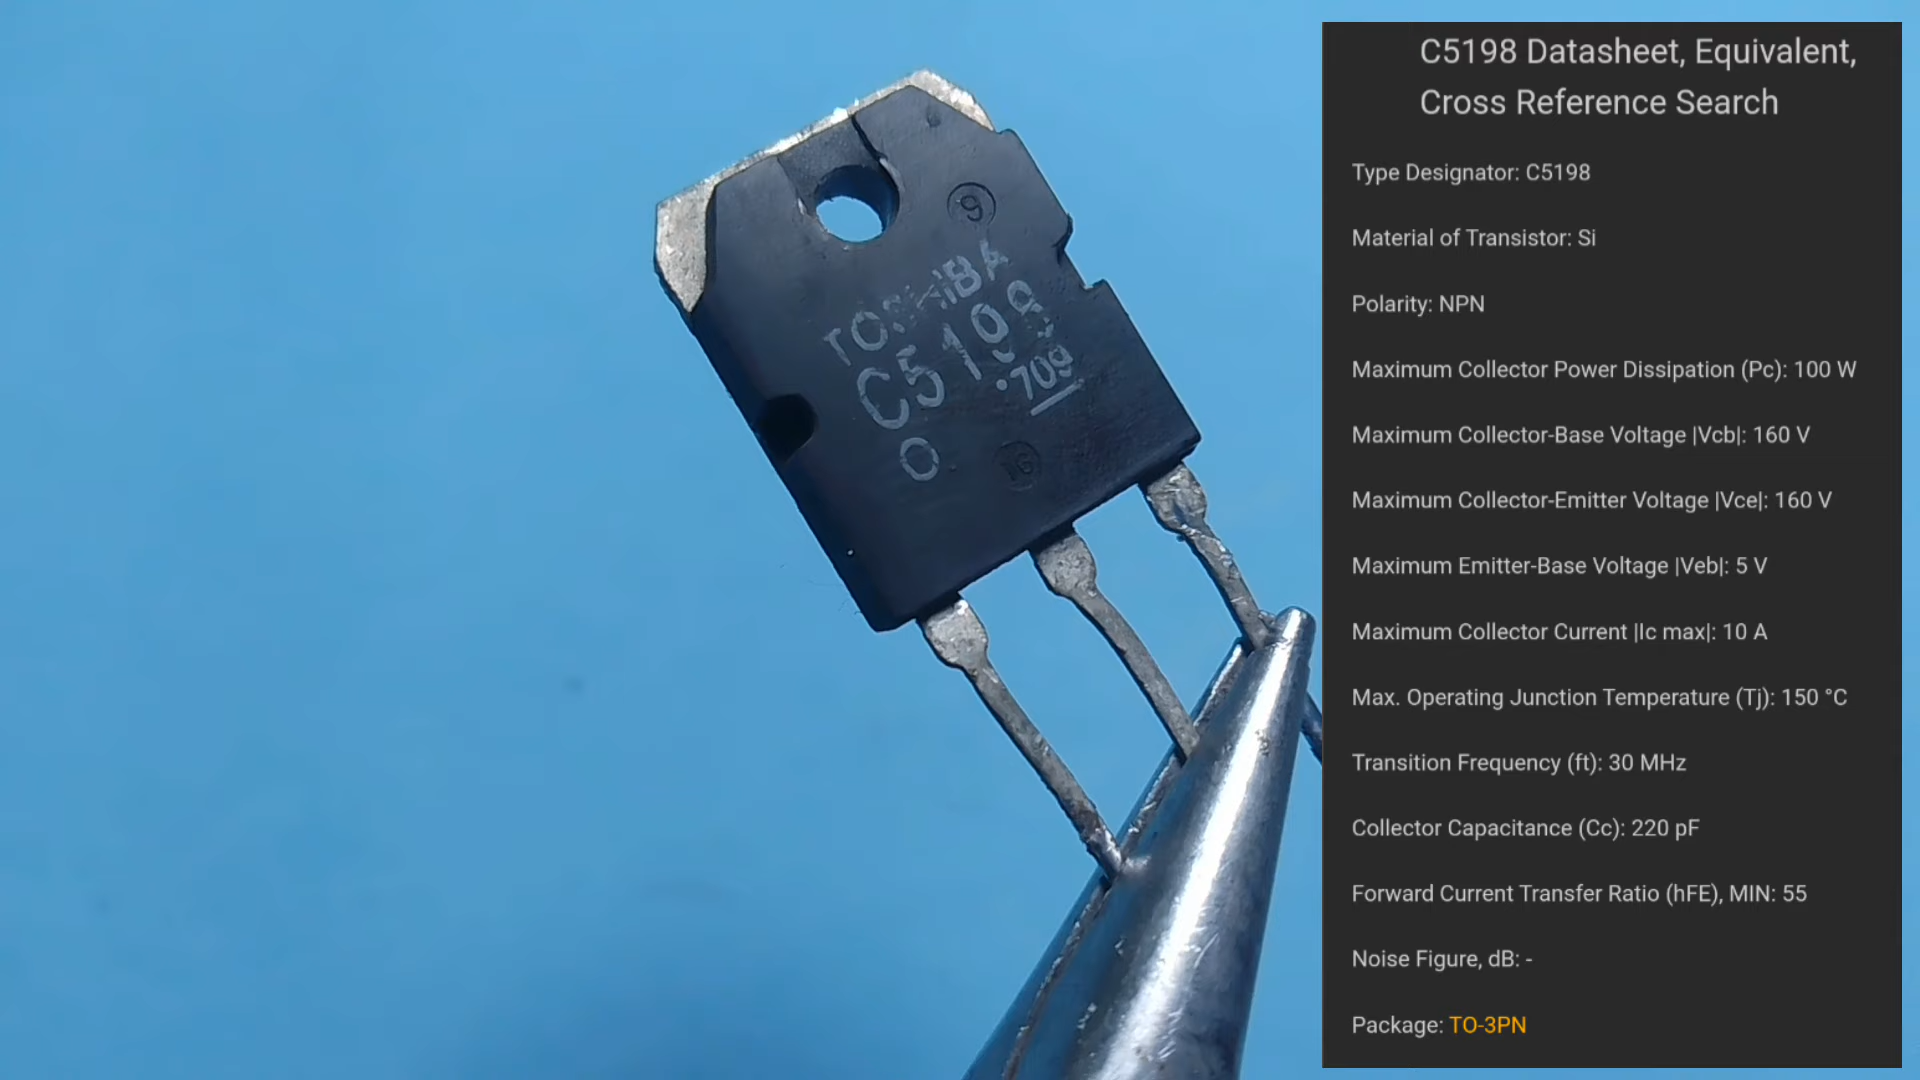 9
TOSHIBA
C5198
•709
O
16
C5198 Datasheet, Equivalent,
Cross Reference Search
Type Designator: C5198
Material of Transistor: Si
Polarity: NPN
Maximum Collector Power Dissipation (Pc): 100 W
Maximum Collector-Base Voltage |Vcb|: 160 V
Maximum Collector-Emitter Voltage |Vce|: 160 V
Maximum Emitter-Base Voltage |Veb|: 5 V
Maximum Collector Current |Ic max|: 10 A
Max. Operating Junction Temperature (Tj): 150 °C
Transition Frequency (ft): 30 MHz
Collector Capacitance (Cc): 220 pF
Forward Current Transfer Ratio (hFE), MIN: 55
Noise Figure, dB: -
Package: TO-3PN